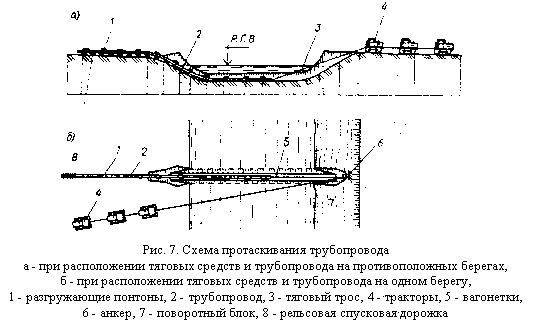 а)
1
2
Р.Г.В
3
4
б)
8
1
2
5
6
4
7
Рис. 7. Схема протаскивания трубопровода
а - при расположении тяговых средств и трубопровода на противоположных берегах,
б - при расположении тяговых средств и трубопровода на одном берегу,
1 - разгружающие понтоны, 2 - трубопровод, 3 - тяговый трос, 4 - тракторы, 5 - вагонетки,
6 - анкер, 7 - поворотный блок, 8 - рельсовая спусковая дорожка